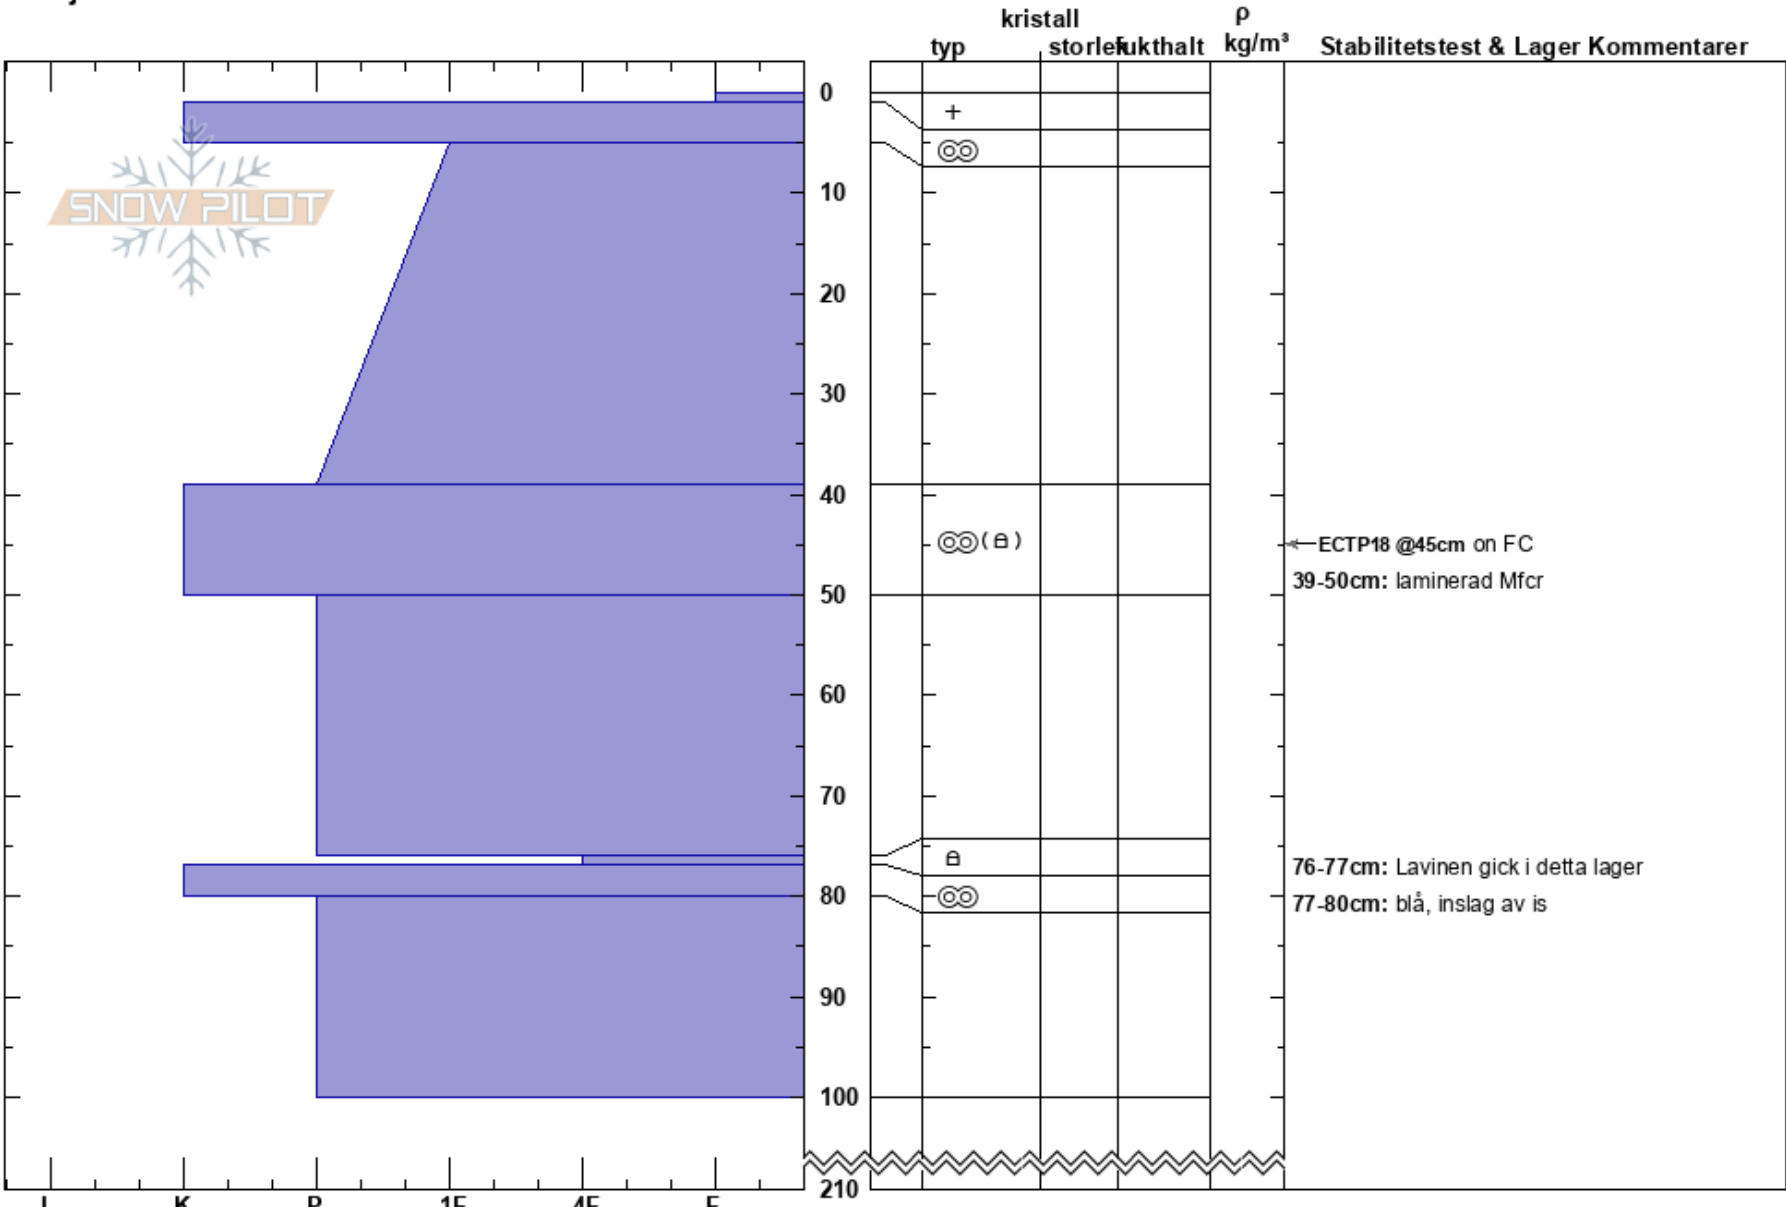 kristall
ρ
typ storlek fukthalt kg/m³ Stabilitetstest & Lager Kommentarer
0
10
SNOW PILOT
20
30
40
ECTP18 @45cm on FC
39-50cm: laminerad Mfcr
50
60
70
76-77cm: Lavinen gick i detta lager
80
77-80cm: blå, inslag av is
90
100
210
I K P 1F 4F F